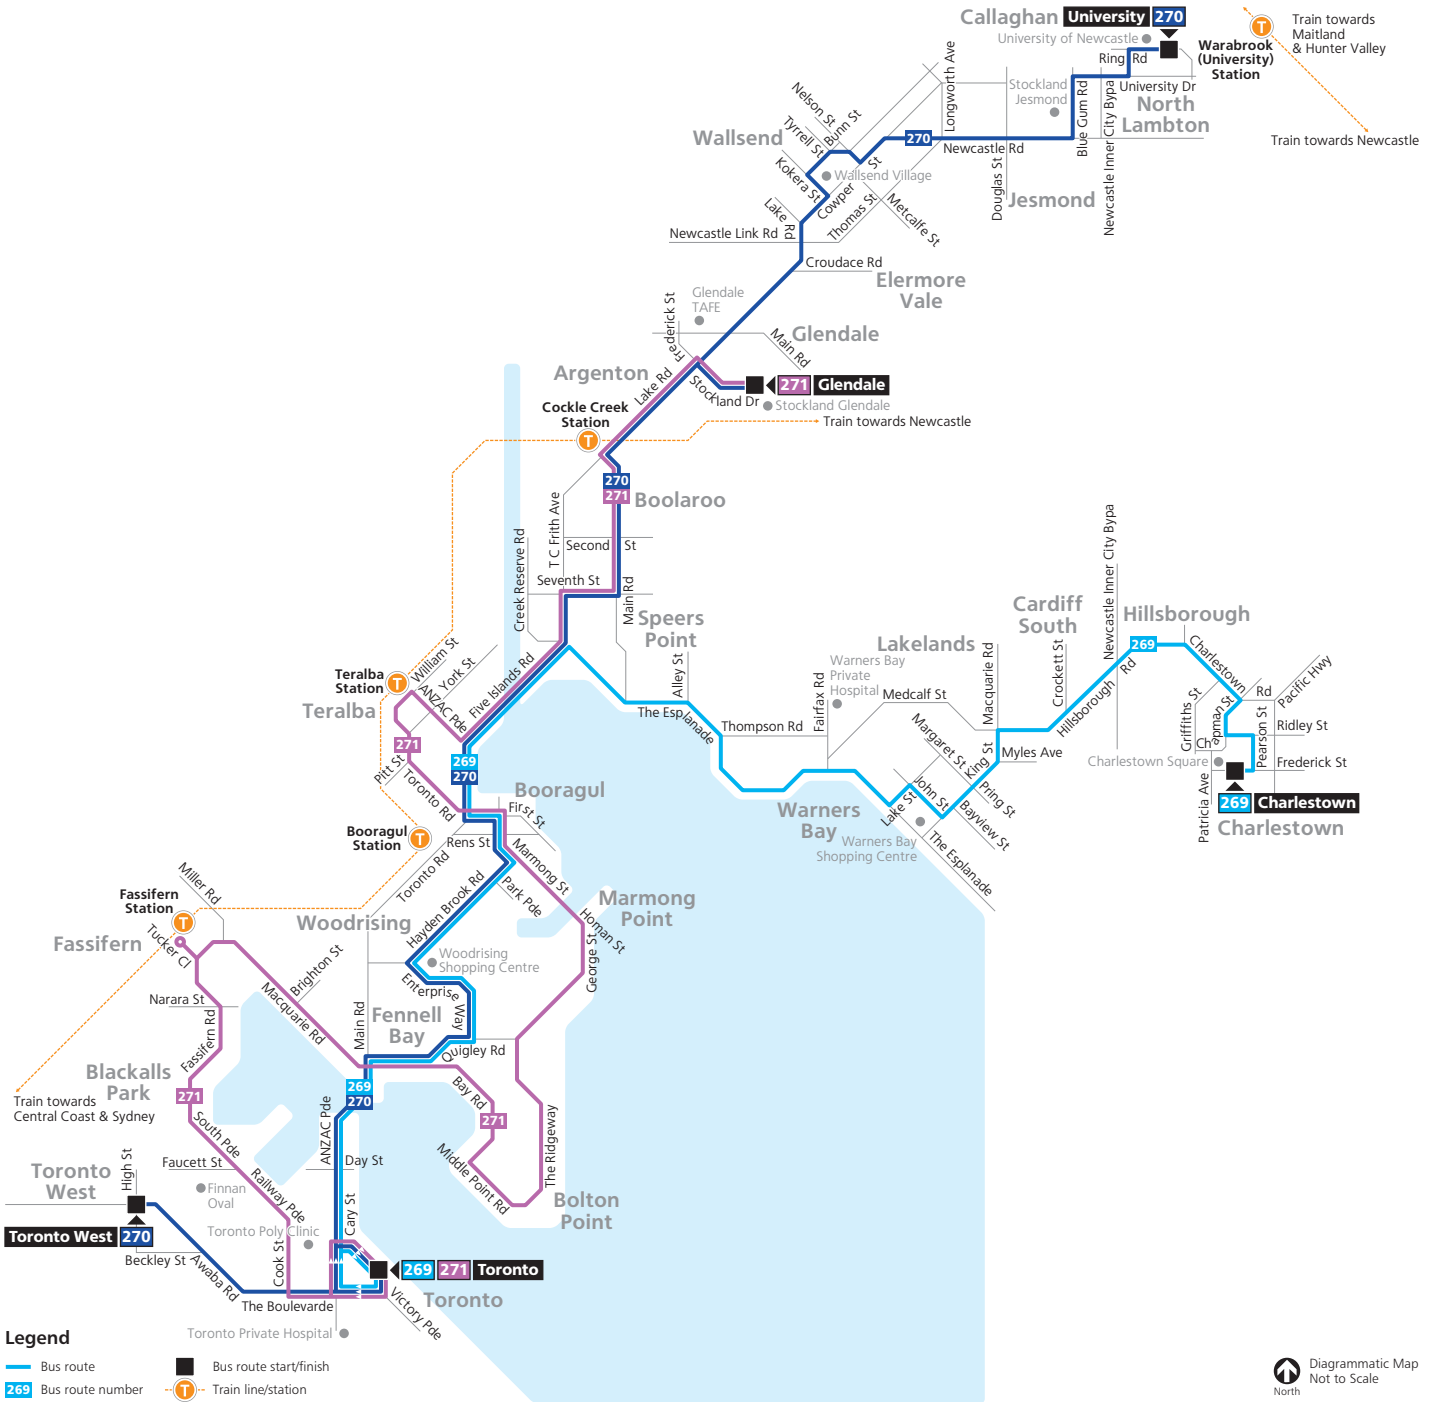 Callaghan University 270
University of Newcastle
Ring Rd
Warabrook
(University)
Station
Train towards
Maitland
& Hunter Valley
T
Train towards Newcastle
University Dr
North
Lambton
Stockland
Jesmond
Longworth Ave
Blue Gum Rd
Newcastle Inner City Bypa
270
Newcastle Rd
Douglas St
Jesmond
Wallsend
Nelson St
Bunn St
Tyrrell St
Kokera St
Wallsend Village
Cowper St
Thomas St
Metcalfe St
Lake Rd
Newcastle Link Rd
Croudace Rd
Elermore
Vale
Glendale
TAFE
Frederick St
Glendale
Main Rd
Argenton
Lake Rd
Stockland Dr
271 Glendale
Stockland Glendale
Cockle Creek
Station
T
Train towards Newcastle
270
271
Boolaroo
T C Frith Ave
Second St
Creek Reserve Rd
Seventh St
Main Rd
Speers
Point
Newcastle Inner City Bypa
Cardiff
South
Hillsborough
269
Charlestown Rd
Pacific Hwy
Lakelands
Macquarie Rd
Crockett St
Hillsborough Rd
Griffiths St
Chapman St
Pearson St
Ridley St
Frederick St
Charlestown Square
Patricia Ave
269 Charlestown
Charlestown
Warners Bay
Private
Hospital
Medcalf St
Fairfax Rd
Alley St
The Esplanade
Thompson Rd
Margaret St
King St
Myles Ave
Pring St
John St
Bayview St
Lake St
Warners
Bay
Warners Bay
Shopping Centre
The Esplanade
Teralba
Station
T
Teralba
William St
York St
ANZAC Pde
Five Islands Rd
271
Pitt St
Toronto Rd
269
270
Booragul
First St
Booragul
Station
T
Rens St
Toronto Rd
Marmong St
Park Pde
Hayden Brook Rd
Marmong
Point
Homan St
George St
Miller Rd
Fassifern
Station
T
Fassifern
Tucker Cl
Woodrising
Woodrising
Shopping Centre
Brighton St
Macquarie Rd
Enterprise Way
Narara St
Fassifern Rd
Main Rd
Fennell
Bay
Quigley Rd
Blackalls
Park
271
Train towards
Central Coast & Sydney
269
270
Bay Rd
271
The Ridgeway
Middle Point Rd
Bolton
Point
South Pde
ANZAC Pde
Day St
Faucett St
Toronto
West
High St
Finnan
Oval
Railway Pde
Cary St
Toronto West 270
Toronto Poly Clinic
Beckley St
Awaba Rd
Cook St
269 271 Toronto
Toronto
The Boulevarde
Victory Pde
Toronto Private Hospital
Legend
Bus route
Bus route start/finish
269 Bus route number
T Train line/station
North
Diagrammatic Map
Not to Scale